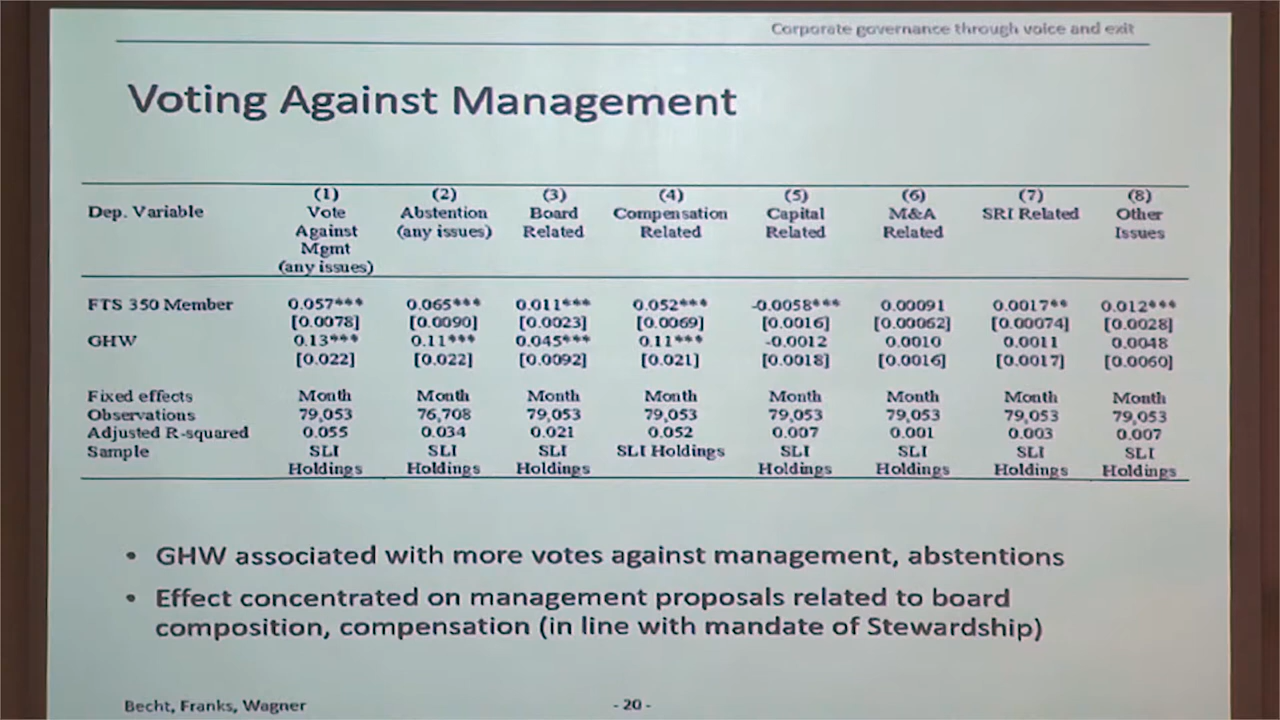 Corporate governance through voice and exit
Voting Against Management
(1) (2) (3) (4) (5) (6) (7) (8)
Dep. Variable Vote Abstention Board Compensation Capital M&A SRI Related Other
Against (any issues) Related Related Related Related Issues
Mgmt
(any issues)
FTS 350 Member 0.057*** 0.065*** 0.011*** 0.052*** -0.0058*** 0.00091 0.0017** 0.012***
[0.0078] [0.0090] [0.0023] [0.0069] [0.0016] [0.00062] [0.00074] [0.0028]
GHW 0.13*** 0.11*** 0.045*** 0.11*** -0.0012 0.0010 0.0011 0.0048
[0.022] [0.022] [0.0092] [0.021] [0.0018] [0.0016] [0.0017] [0.0060]
Fixed effects Month Month Month Month Month Month Month Month
Observations 79,053 76,708 79,053 79,053 79,053 79,053 79,053 79,053
Adjusted R-squared 0.055 0.034 0.021 0.052 0.007 0.001 0.003 0.007
Sample SLI SLI SLI SLI Holdings SLI SLI SLI SLI
Holdings Holdings Holdings Holdings Holdings Holdings Holdings
• GHW associated with more votes against management, abstentions
• Effect concentrated on management proposals related to board
composition, compensation (in line with mandate of Stewardship)
Becht, Franks, Wagner - 20 -